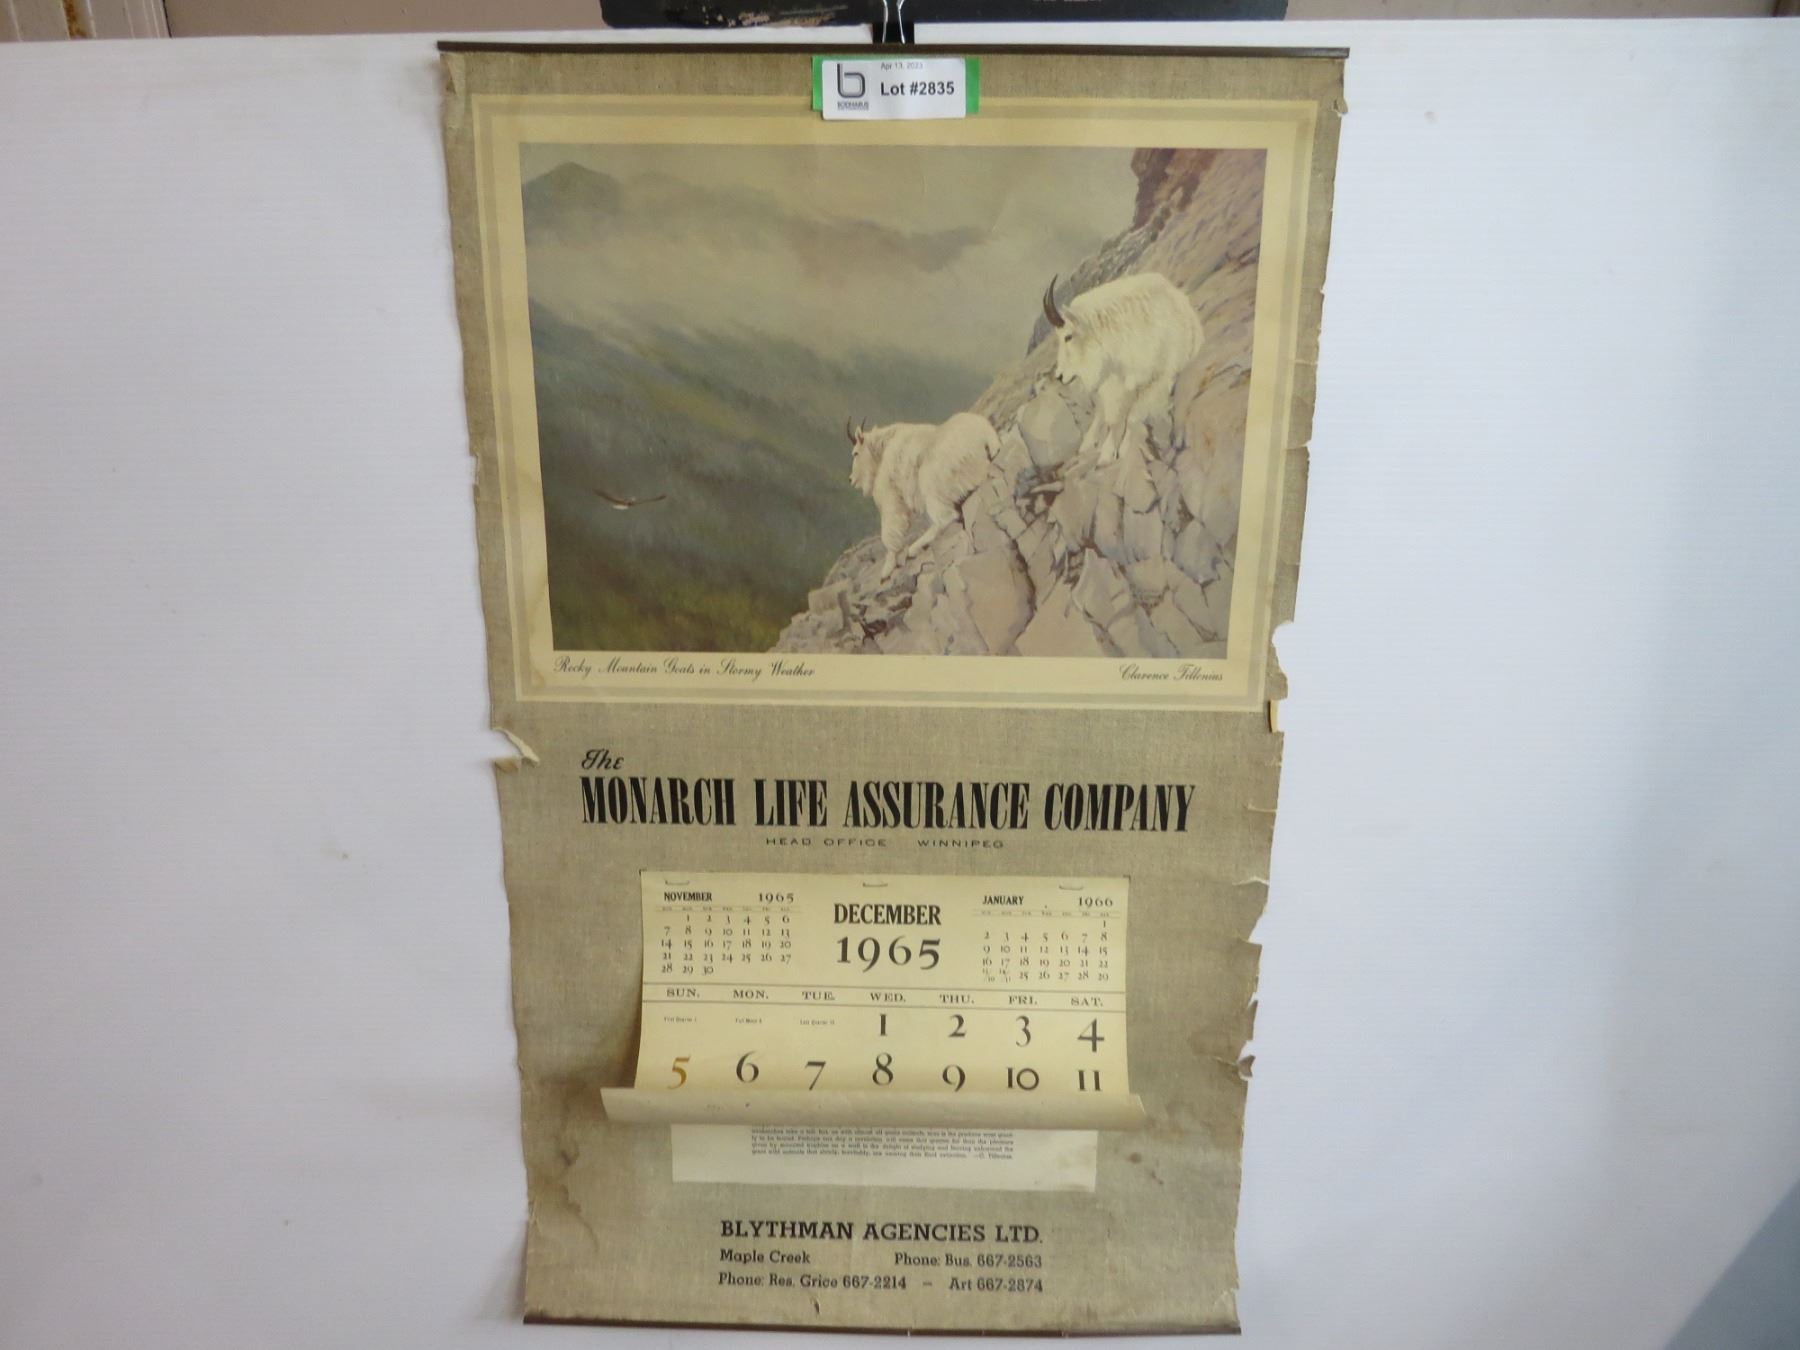 Apr 13, 2023
b
BODNARUS
Lot #2835
Rocky Mountain Goats in Stormy Weather
Clarence Tillenius
The
MONARCH LIFE ASSURANCE COMPANY
HEAD OFFICE WINNIPEG
NOVEMBER 1965
1 2 3 4 5 6
7 8 9 10 11 12 13
14 15 16 17 18 19 20
21 22 23 24 25 26 27
28 29 30
DECEMBER
1965
JANUARY 1966
1
2 3 4 5 6 7 8
9 10 11 12 13 14 15
16 17 18 19 20 21 22
25 26 27 28 29
SUN. MON. TUE. WED. THU. FRI. SAT.
1 2 3 4
5 6 7 8 9 10 11
BLYTHMAN AGENCIES LTD.
Maple Creek Phone: Bus. 667-2563
Phone: Res. Grice 667-2214 – Art 667-2874